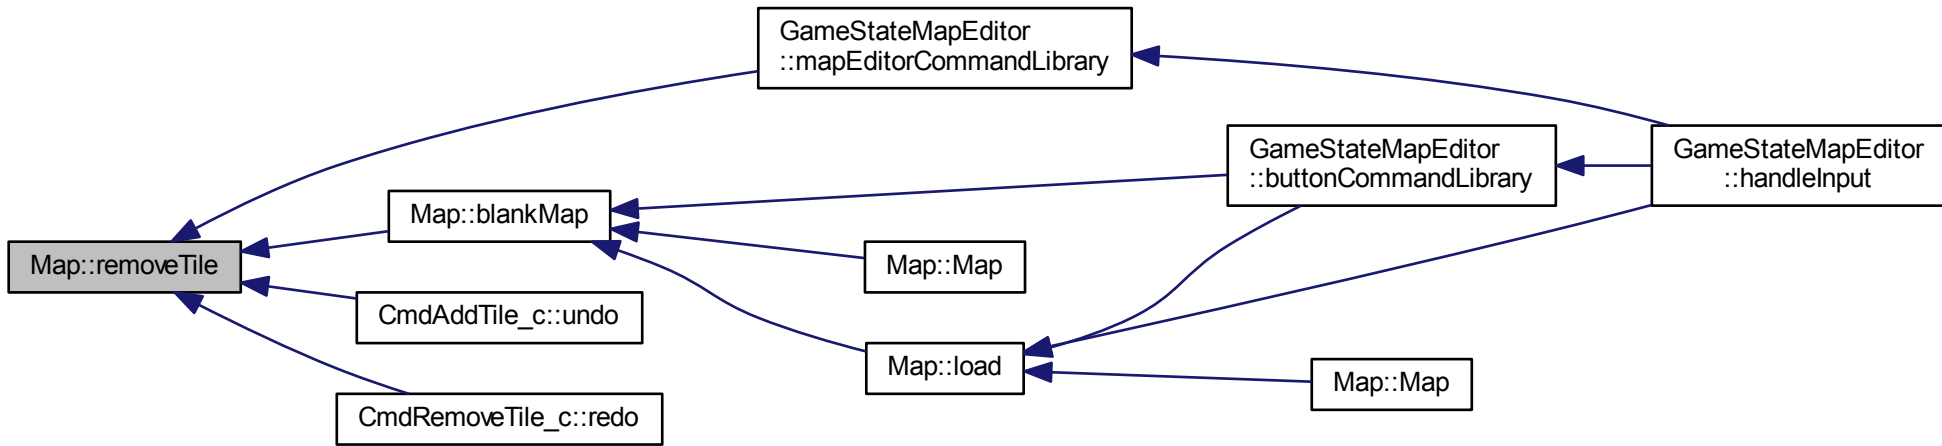 GameStateMapEditor
::mapEditorCommandLibrary
GameStateMapEditor
::buttonCommandLibrary
GameStateMapEditor
::handleInput
Map::blankMap
Map::removeTile
Map::Map
CmdAddTile_c::undo
Map::load
Map::Map
CmdRemoveTile_c::redo